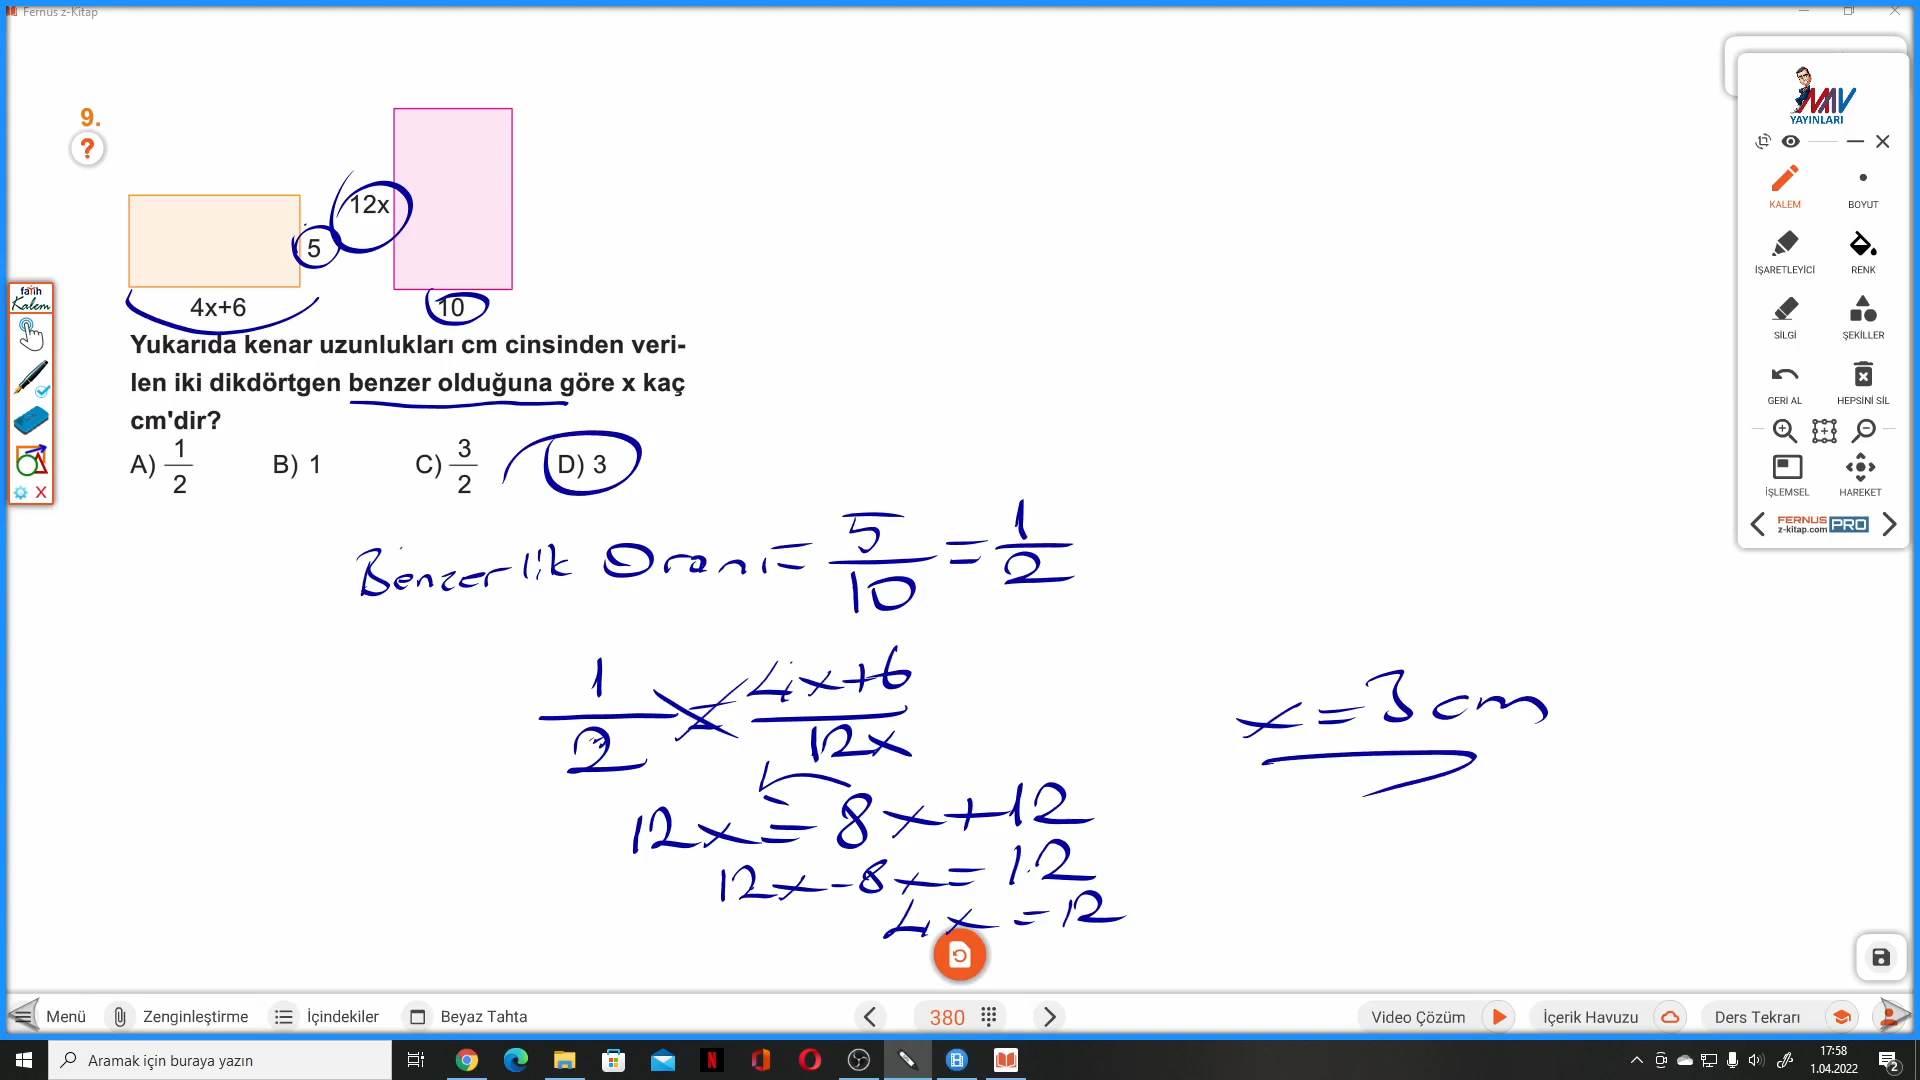 Fernus z-Kitap
9.
?
12x
5
4x+6
10
Yukarıda kenar uzunlukları cm cinsinden veri-
len iki dikdörtgen benzer olduğuna göre x kaç
cm'dir?
A) 1/2 B) 1 C) 3/2 D) 3
Benzerlik Oranı = 5/10 = 1/2
1/2 4x+6/12x
12x = 8x+12
12x-8x = 12
4x = 12
x=3cm
fatih
Kalem
X
MAV
YAYINLARI
KALEM BOYUT
İŞARETLEYİCİ RENK
SİLGİ ŞEKİLLER
GERİ AL HEPSİNİ SİL
İŞLEMSEL HAREKET
FERNUS PRO
z-kitap.com
Menü Zenginleştirme İçindekiler Beyaz Tahta 380 Video Çözüm İçerik Havuzu Ders Tekrarı
Aramak için buraya yazın
17:58
1.04.2022
2